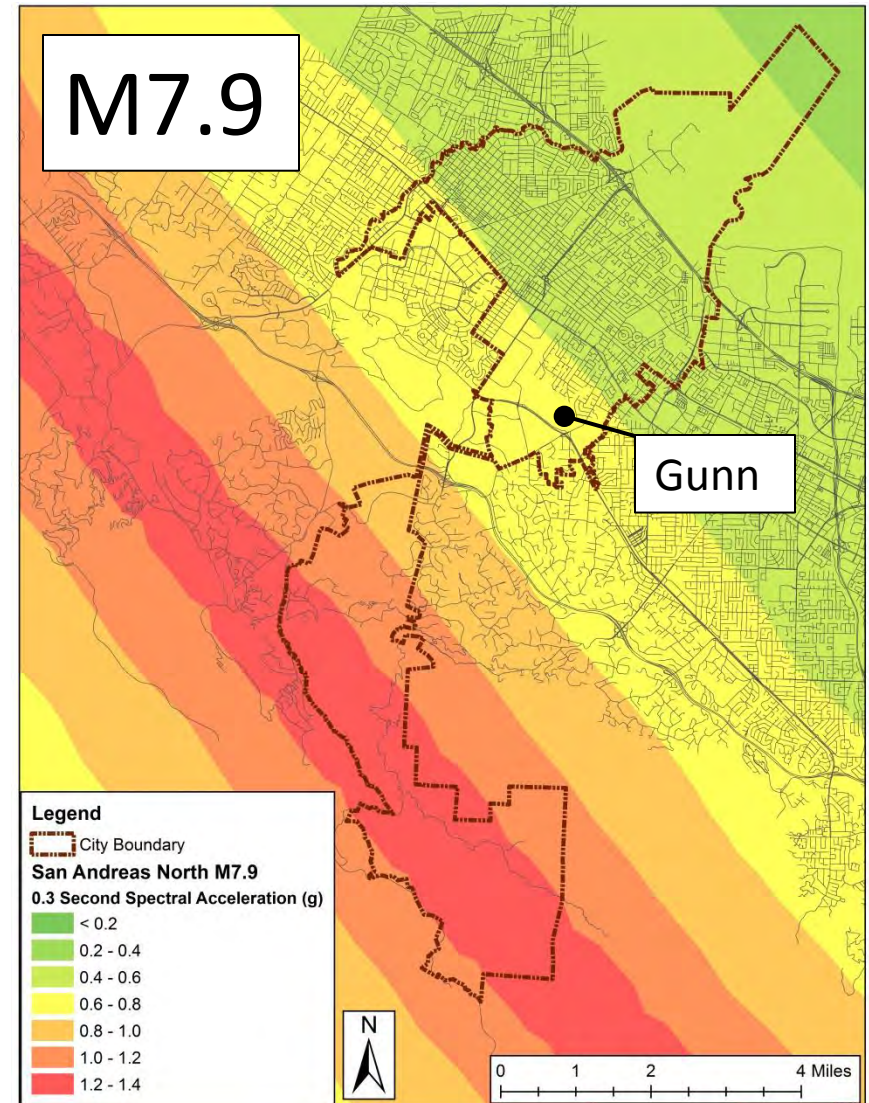 M7.9
Gunn
Legend
City Boundary
San Andreas North M7.9
0.3 Second Spectral Acceleration (g)
< 0.2
0.2 - 0.4
0.4 - 0.6
0.6 - 0.8
0.8 - 1.0
1.0 - 1.2
1.2 - 1.4
N
0 1 2 4 Miles